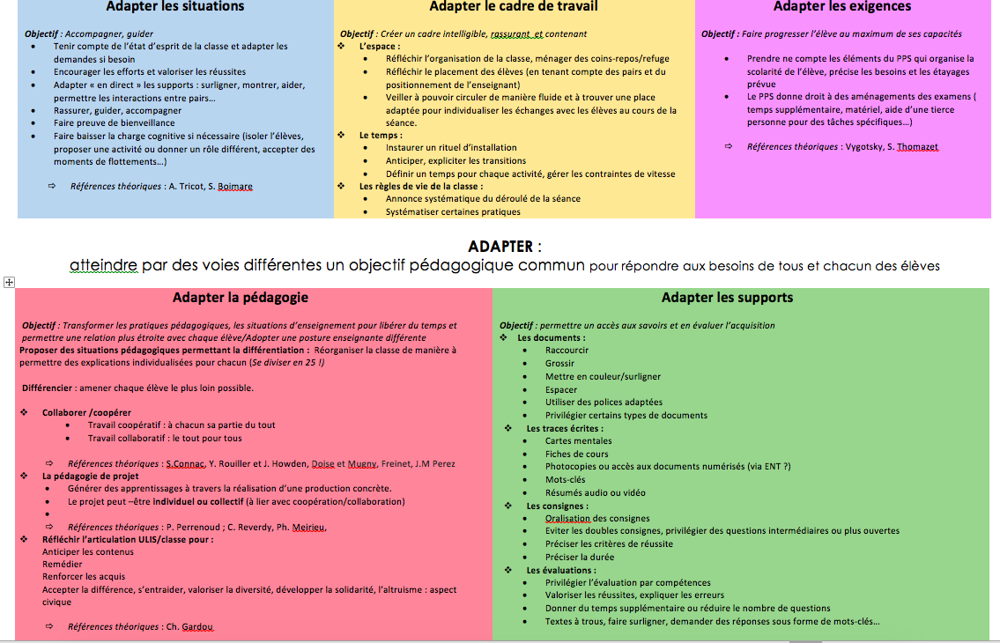 Adapter les situations
Objectif : Accompagner, guider
• Tenir compte de l’état d’esprit de la classe et adapter les
demandes si besoin
• Encourager les efforts et valoriser les réussites
• Adapter « en direct » les supports : surligner, montrer, aider,
permettre les interactions entre pairs…
• Rassurer, guider, accompagner
• Faire preuve de bienveillance
• Faire baisser la charge cognitive si nécessaire (isoler l’élèves,
proposer une activité ou donner un rôle différent, accepter des
moments de flottements…)
⇨ Références théoriques : A. Tricot, S. Boimare
Adapter le cadre de travail
Objectif : Créer un cadre intelligible, rassurant et contenant
❖ L’espace :
• Réfléchir l’organisation de la classe, ménager des coins-repos/refuge
• Réfléchir le placement des élèves (en tenant compte des pairs et du
positionnement de l’enseignant)
• Veiller à pouvoir circuler de manière fluide et à trouver une place
adaptée pour individualiser les échanges avec les élèves au cours de la
séance.
❖ Le temps :
• Instaurer un rituel d’installation
• Anticiper, expliciter les transitions
• Définir un temps pour chaque activité, gérer les contraintes de vitesse
❖ Les règles de vie de la classe :
• Annonce systématique du déroulé de la séance
• Systématiser certaines pratiques
Adapter les exigences
Objectif : Faire progresser l’élève au maximum de ses capacités
• Prendre ne compte les éléments du PPS qui organise la
scolarité de l’élève, précise les besoins et les étayages
prévue
• Le PPS donne droit à des aménagements des examens (
temps supplémentaire, matériel, aide d’une tierce
personne pour des tâches spécifiques…)
⇨ Références théoriques : Vygotsky, S. Thomazet
ADAPTER :
atteindre par des voies différentes un objectif pédagogique commun pour répondre aux besoins de tous et chacun des élèves
Adapter la pédagogie
Objectif : Transformer les pratiques pédagogiques, les situations d’enseignement pour libérer du temps et
permettre une relation plus étroite avec chaque élève/Adopter une posture enseignante différente
Proposer des situations pédagogiques permettant la différentiation : Réorganiser la classe de manière à
permettre des explications individualisées pour chacun (Se diviser en 25 !)
Différencier : amener chaque élève le plus loin possible.
❖ Collaborer /coopérer
• Travail coopératif : à chacun sa partie du tout
• Travail collaboratif : le tout pour tous
⇨ Références théoriques : S.Connac, Y. Rouiller et J. Howden, Doise et Mugny, Freinet, J.M Perez
❖ La pédagogie de projet
• Générer des apprentissages à travers la réalisation d’une production concrète.
• Le projet peut –être individuel ou collectif (à lier avec coopération/collaboration)
•
⇨ Références théoriques : P. Perrenoud ; C. Reverdy, Ph. Meirieu,
❖ Réfléchir l’articulation ULIS/classe pour :
Anticiper les contenus
Remédier
Renforcer les acquis
Accepter la différence, s’entraider, valoriser la diversité, développer la solidarité, l’altruisme : aspect
civique
⇨ Références théoriques : Ch. Gardou
Adapter les supports
Objectif : permettre un accès aux savoirs et en évaluer l’acquisition
❖ Les documents :
• Raccourcir
• Grossir
• Mettre en couleur/surligner
• Espacer
• Utiliser des polices adaptées
• Privilégier certains types de documents
❖ Les traces écrites :
• Cartes mentales
• Fiches de cours
• Photocopies ou accès aux documents numérisés (via ENT ?)
• Mots-clés
• Résumés audio ou vidéo
❖ Les consignes :
• Oralisation des consignes
• Eviter les doubles consignes, privilégier des questions intermédiaires ou plus ouvertes
• Préciser les critères de réussite
• Préciser la durée
❖ Les évaluations :
• Privilégier l’évaluation par compétences
• Valoriser les réussites, expliquer les erreurs
• Donner du temps supplémentaire ou réduire le nombre de questions
• Textes à trous, faire surligner, demander des réponses sous forme de mots-clés…